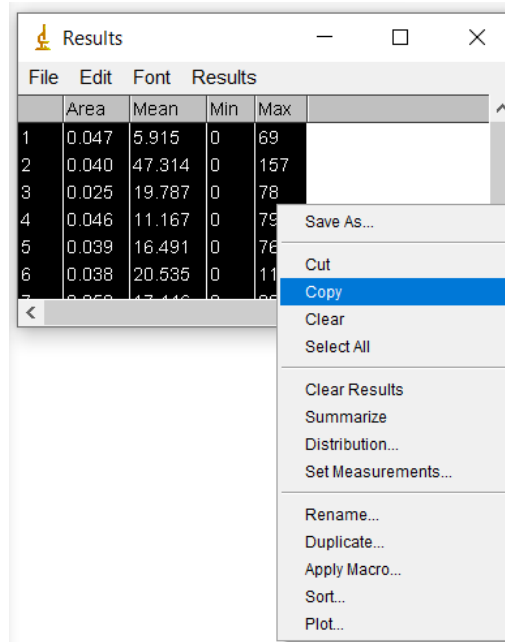 Results
File Edit Font Results
Area Mean Min Max
1 0.047 5.915 0 69
2 0.040 47.314 0 157
3 0.025 19.787 0 78
4 0.046 11.167 0 79
5 0.039 16.491 0 76
6 0.038 20.535 0 11
Save As...
Cut
Copy
Clear
Select All
Clear Results
Summarize
Distribution...
Set Measurements...
Rename...
Duplicate...
Apply Macro...
Sort...
Plot...